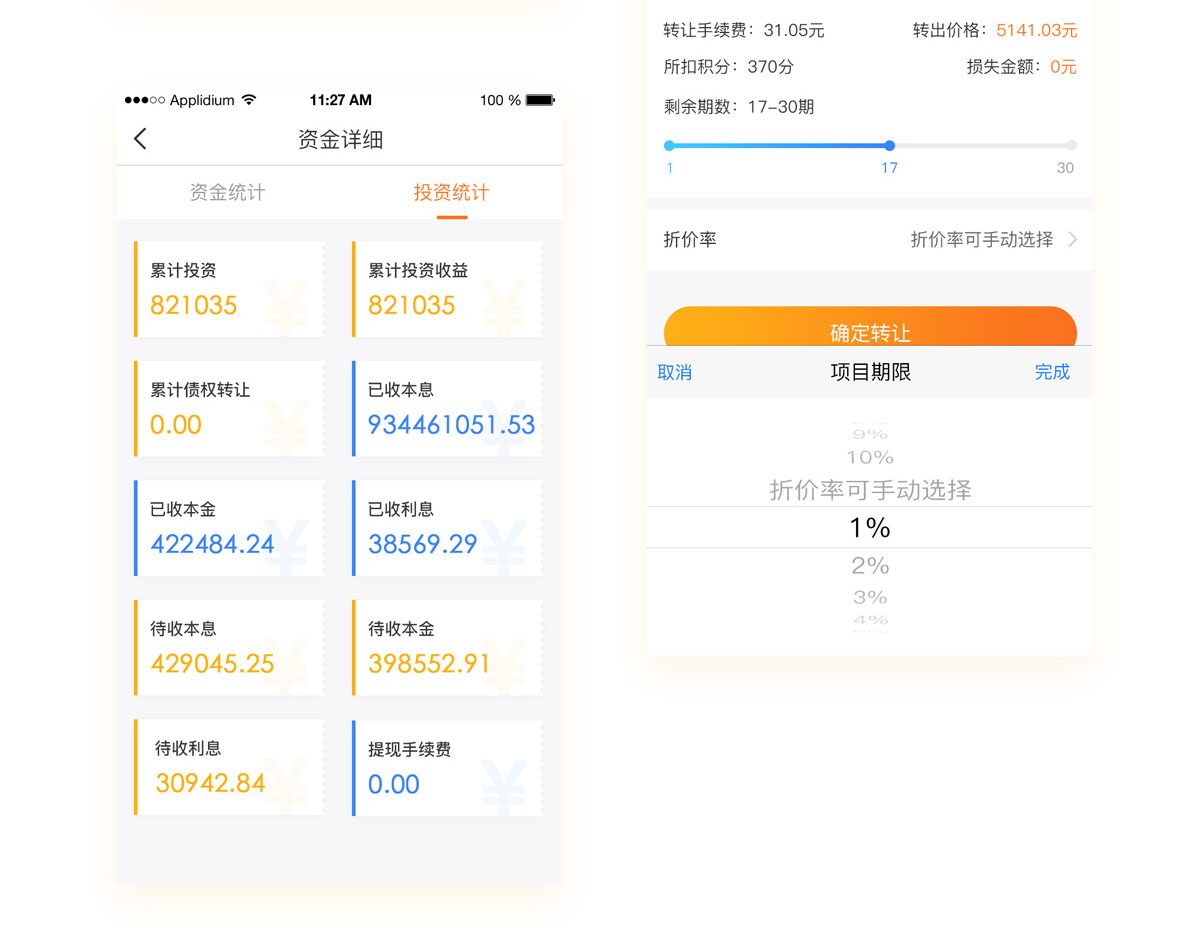 Applidium 11:27 AM 100 %
资金详细
资金统计 投资统计
累计投资 累计投资收益
821035 821035
累计债权转让 已收本息
0.00 934461051.53
已收本金 已收利息
422484.24 38569.29
待收本息 待收本金
429045.25 398552.91
待收利息 提现手续费
30942.84 0.00
转让手续费：31.05元 转出价格：5141.03元
所扣积分：370分 损失金额：0元
剩余期数：17-30期
1 17 30
折价率 折价率可手动选择
确定转让
取消 项目期限 完成
9%
10%
折价率可手动选择
1%
2%
3%
4%